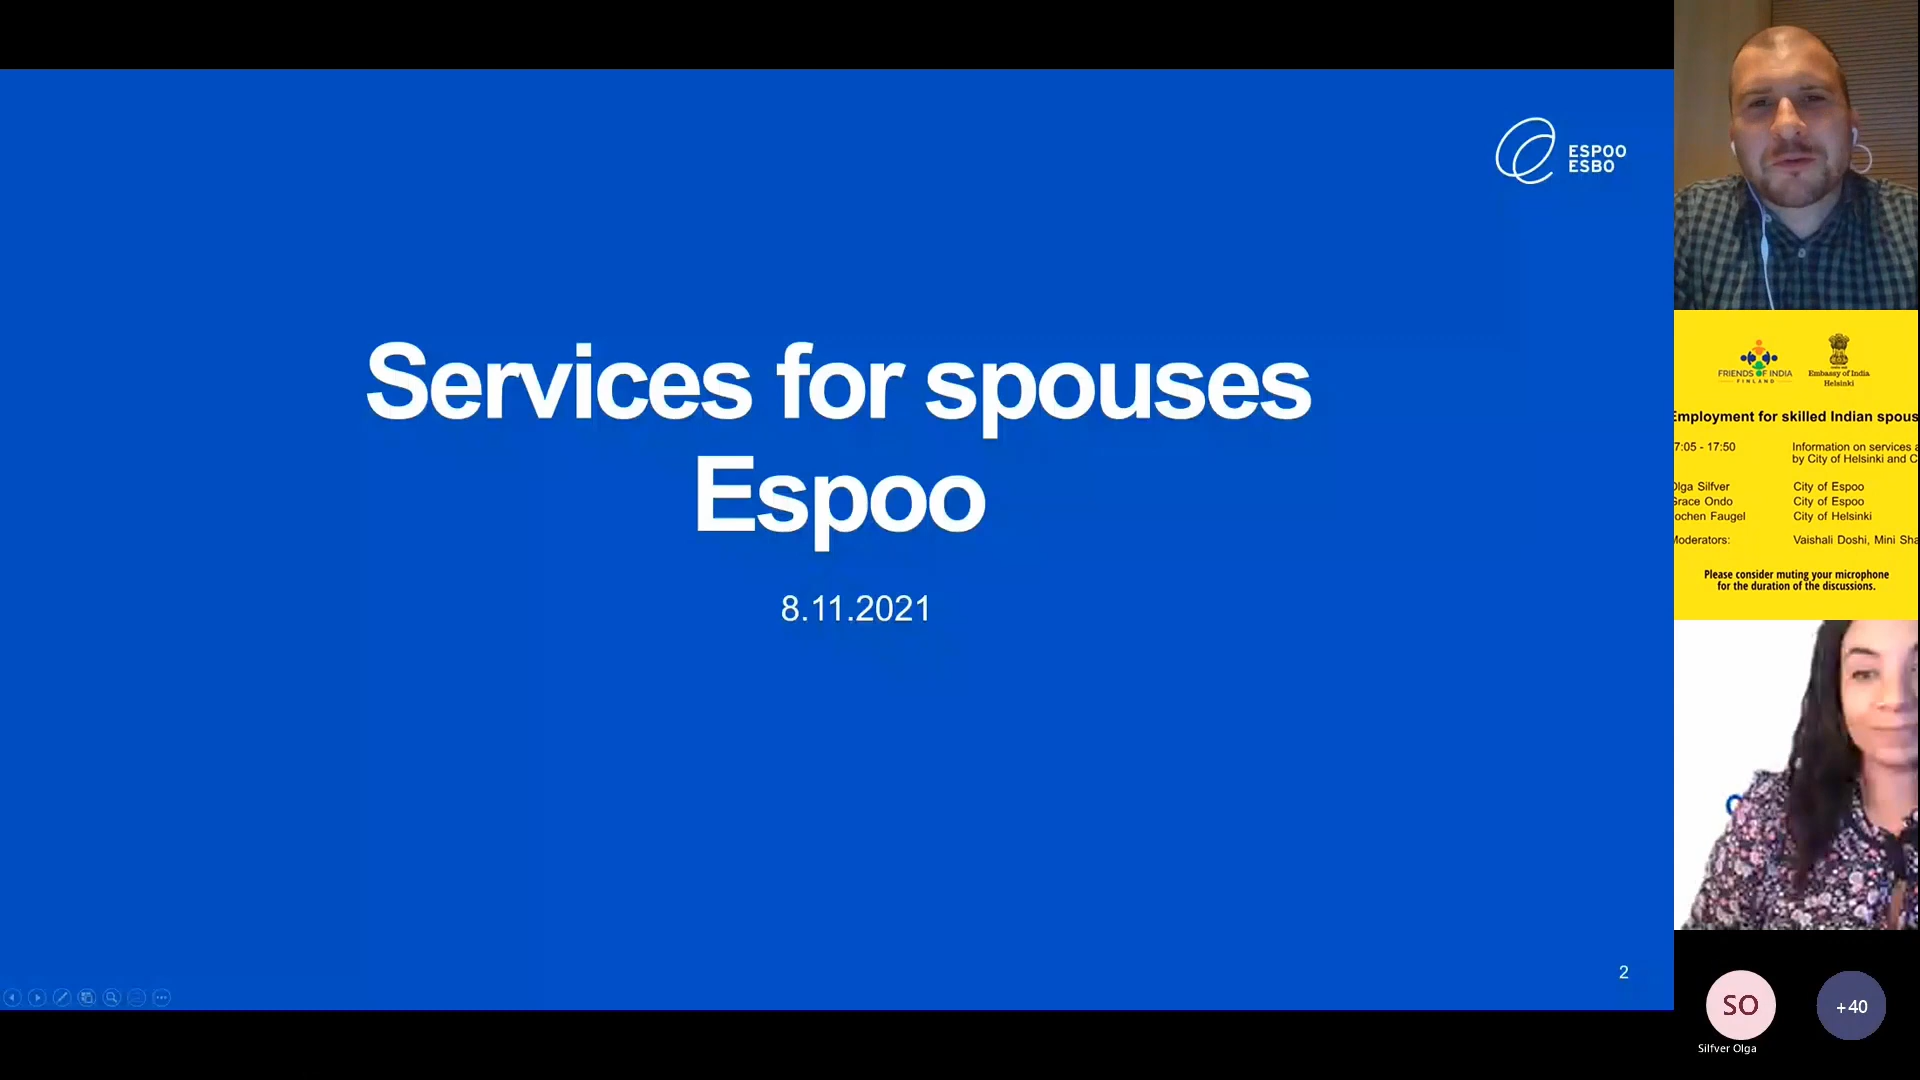 ESPOO
ESBO
Services for spouses
Espoo
8.11.2021
2
FRIENDS OF INDIA
FINLAND
Embassy of India
Helsinki
Employment for skilled Indian spous
7:05 - 17:50
Information on services
by City of Helsinki and C
Olga Silfver
City of Espoo
Grace Ondo
City of Espoo
ochen Faugel
City of Helsinki
Moderators:
Vaishali Doshi, Mini Sha
Please consider muting your microphone
for the duration of the discussions.
SO
+40
Silfver Olga